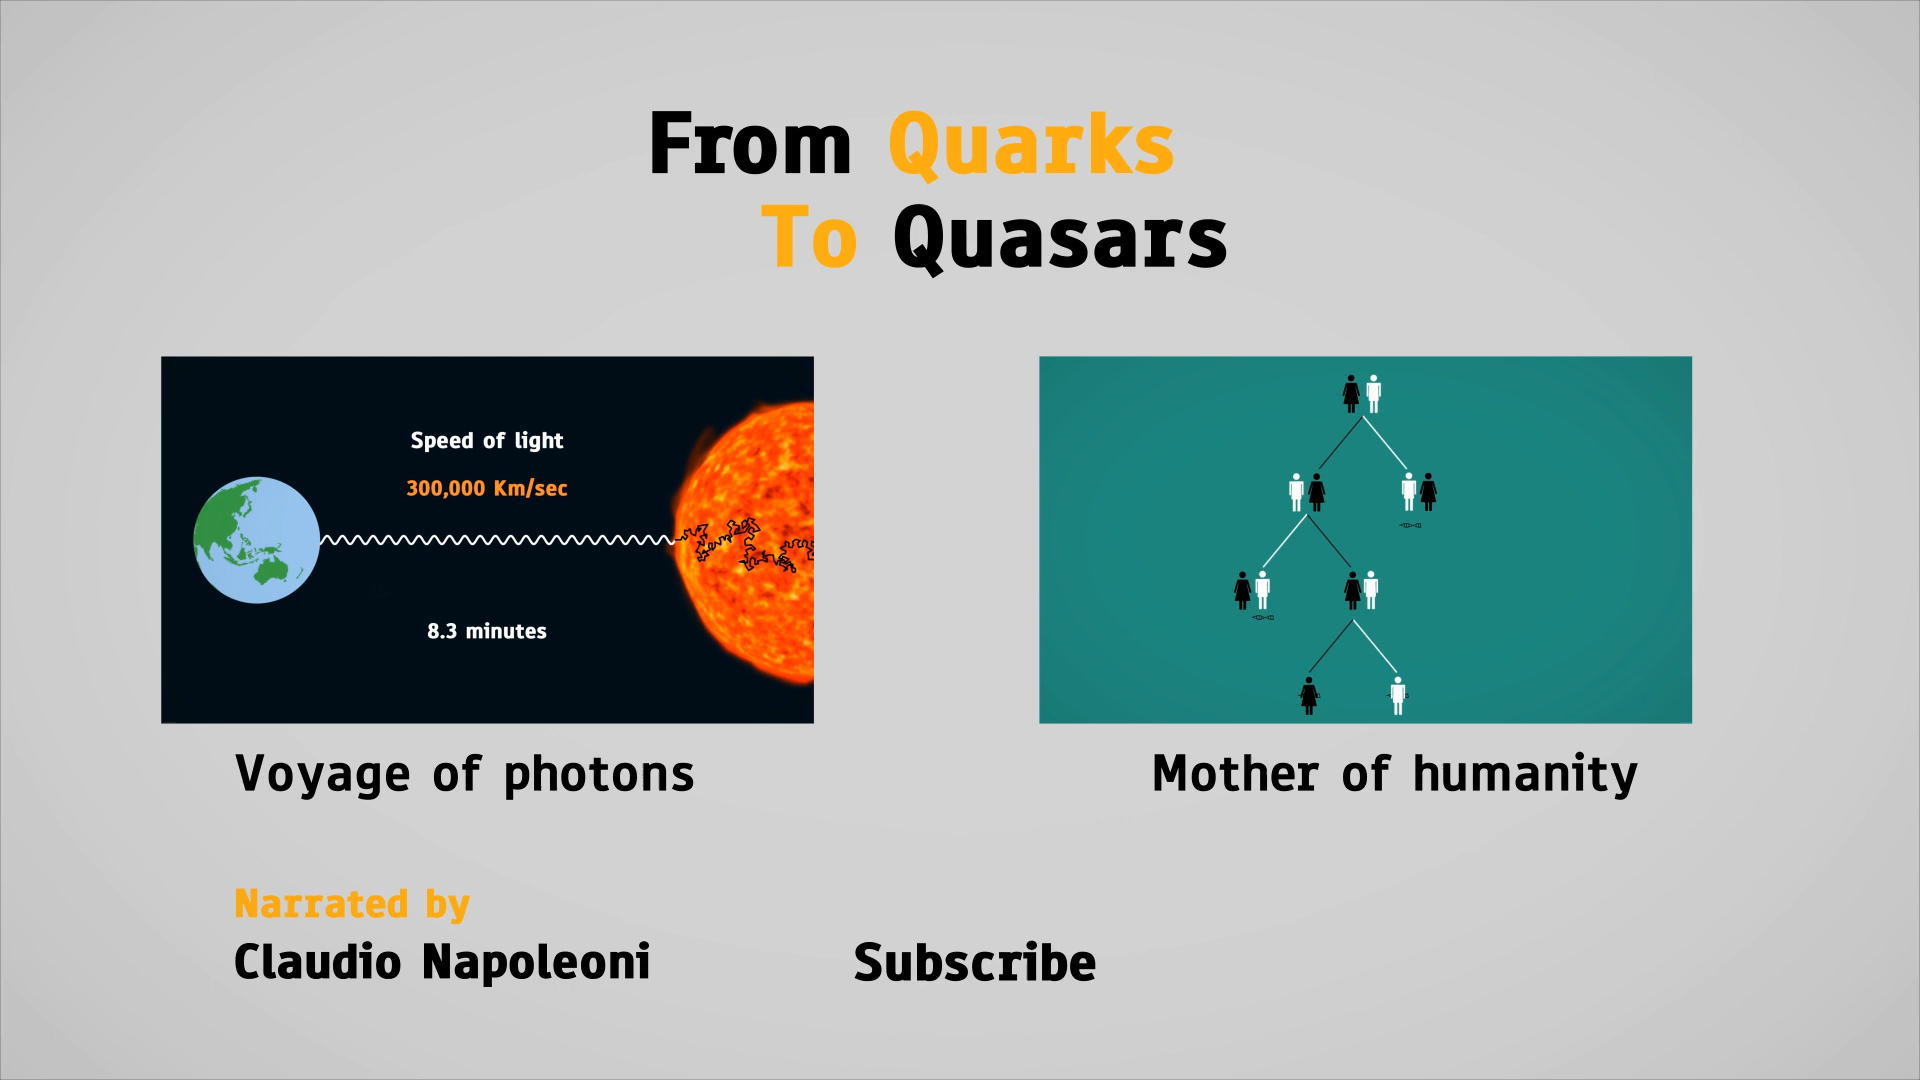 From Quarks
To Quasars
Speed of light
300,000 Km/sec
8.3 minutes
Voyage of photons
Mother of humanity
Narrated by
Claudio Napoleoni
Subscribe